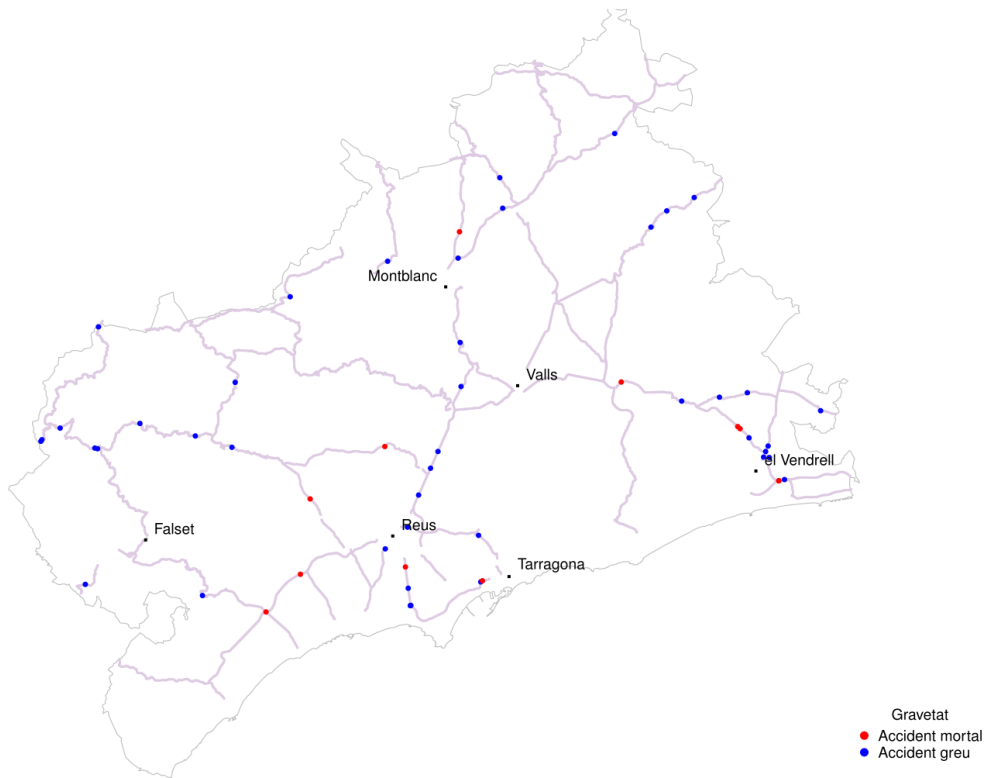 Montblanc
Valls
el Vendrell
Falset
Reus
Tarragona
Gravetat
Accident mortal
Accident greu